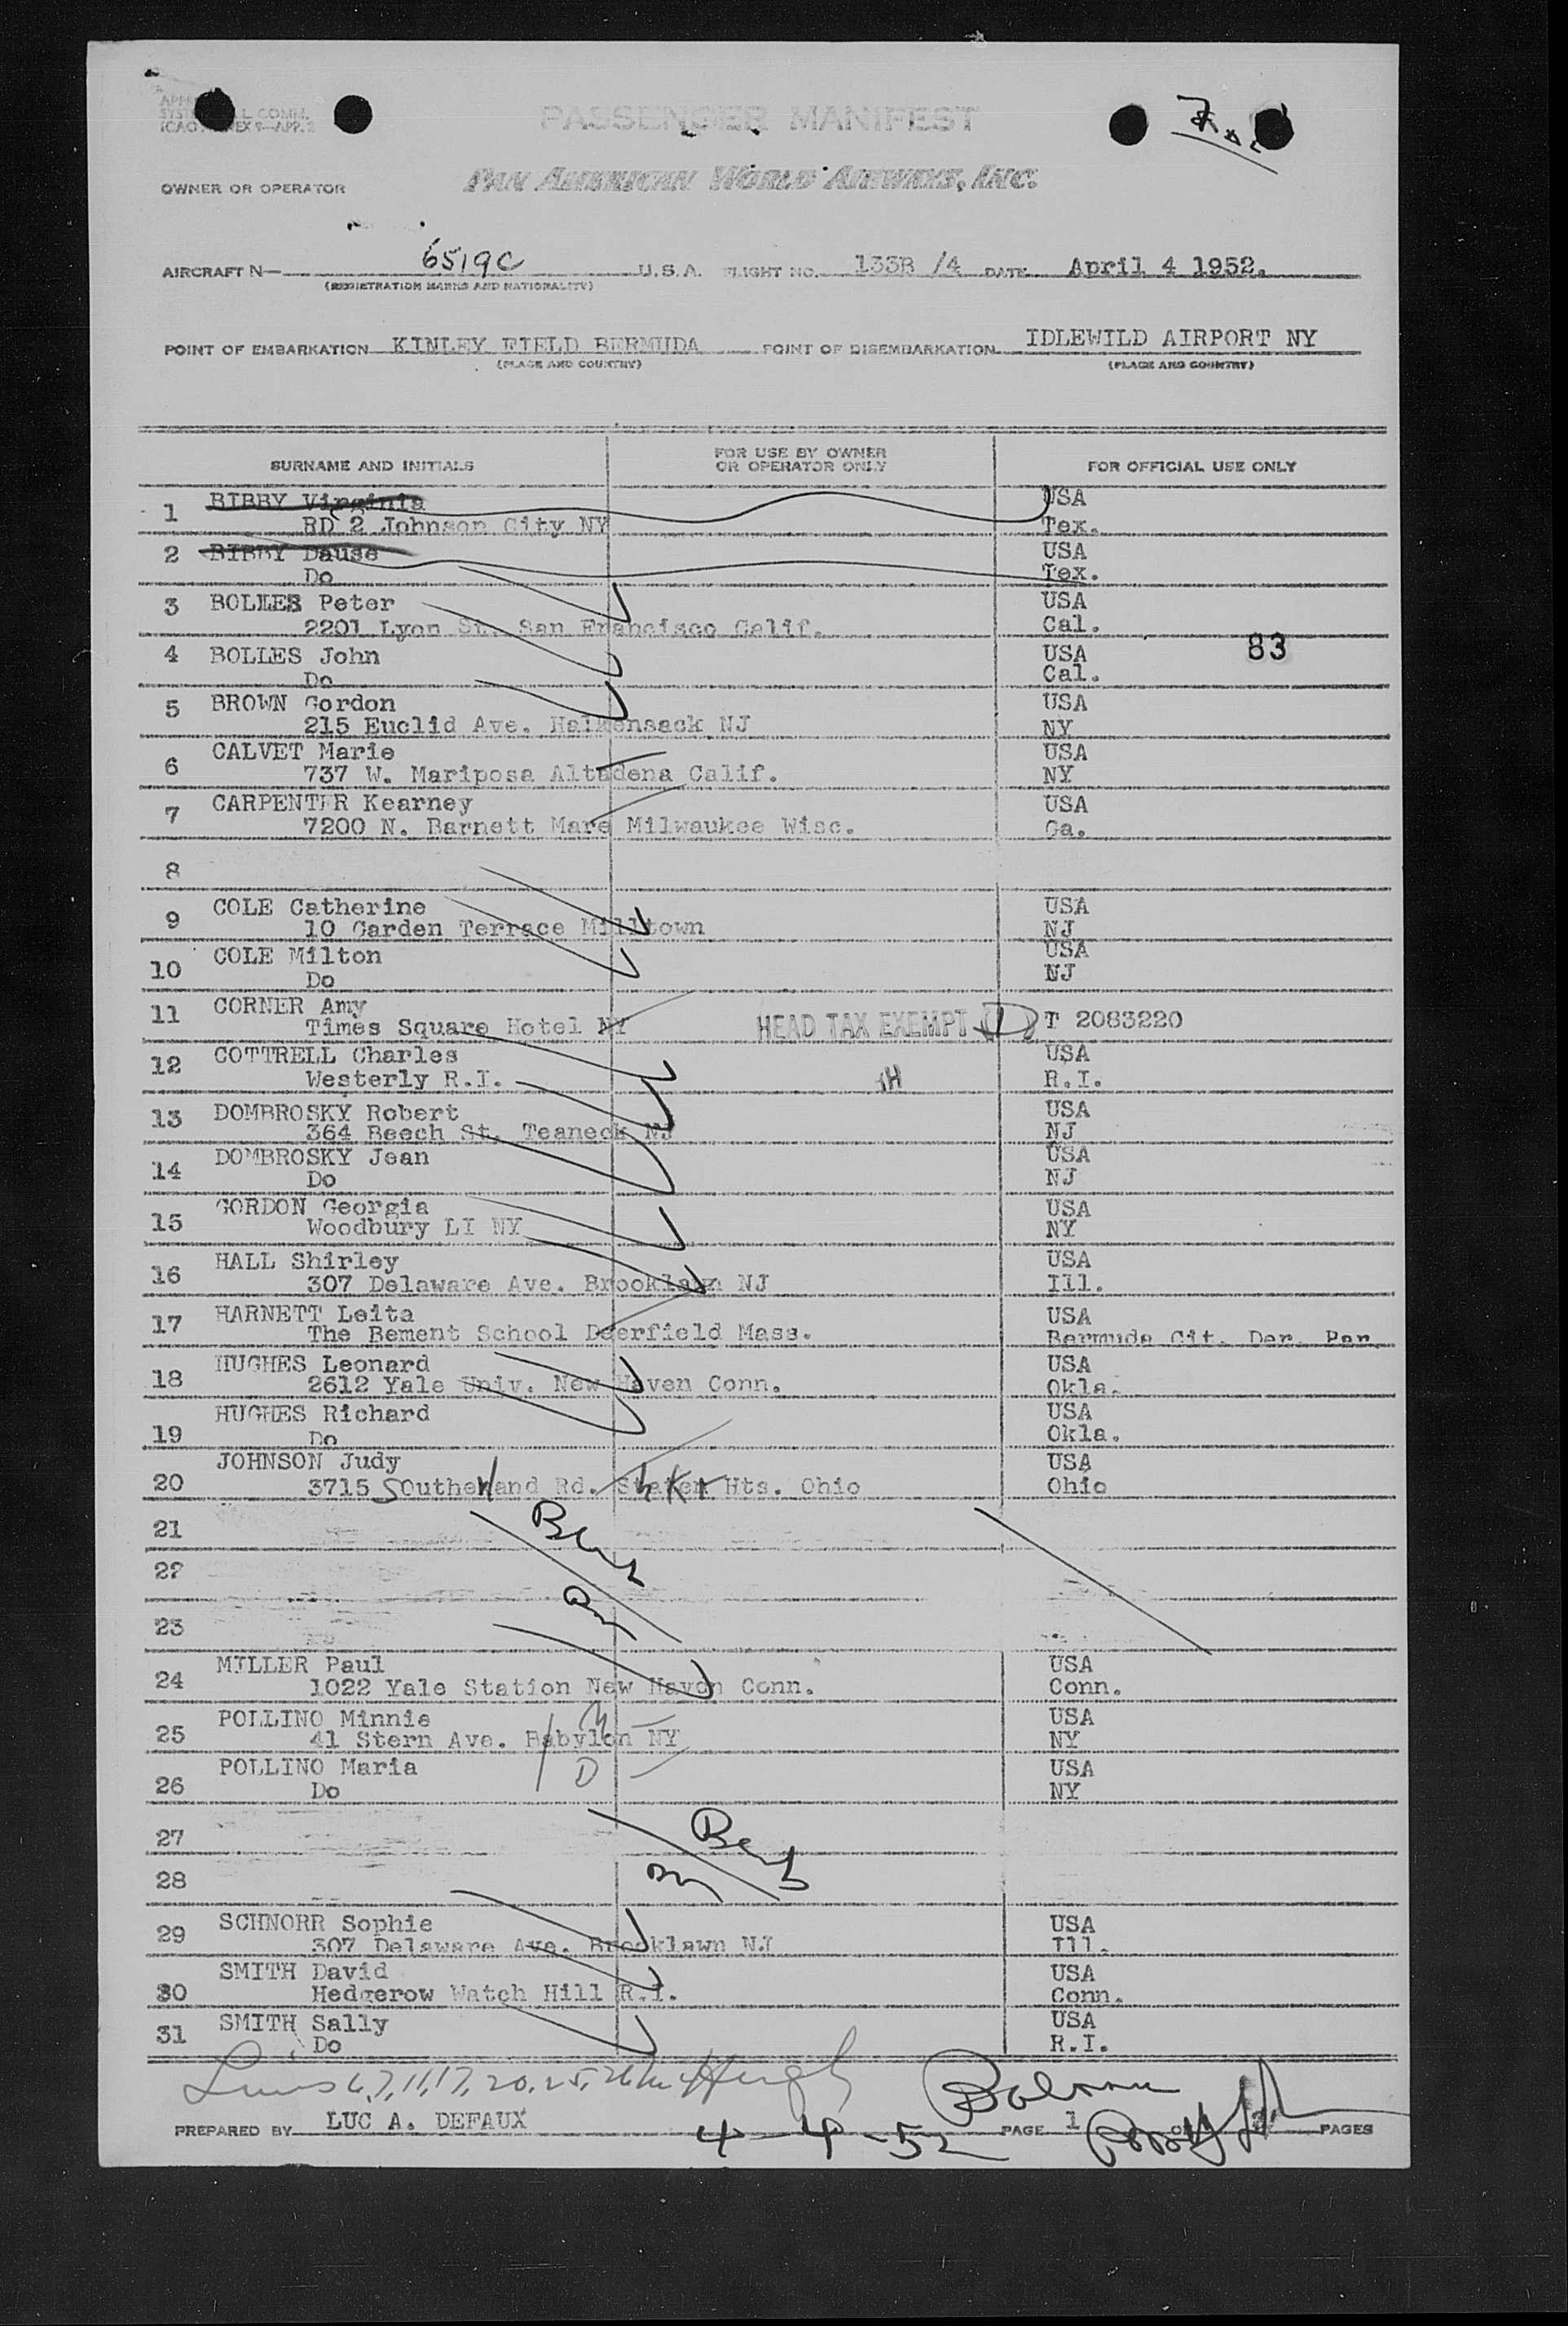 PASSENGER MANIFEST
OWNER OR OPERATOR PAN AMERICAN WORLD AIRWAYS, INC.
AIRCRAFT N— 6519C U.S.A. FLIGHT NO. 133B /4 DATE April 4 1952.
(REGISTRATION MARKS AND NATIONALITY)
POINT OF EMBARKATION KINLEY FIELD BERMUDA POINT OF DISEMBARKATION IDLEWILD AIRPORT NY
(PLACE AND COUNTRY) (PLACE AND COUNTRY)
SURNAME AND INITIALS FOR USE BY OWNER OR OPERATOR ONLY FOR OFFICIAL USE ONLY
1 BIBBY Virginia USA
RD 2 Johnson City NY Tex.
2 BIBBY Dause USA
Do Tex.
3 BOLLES Peter USA
2201 Lyon St. San Francisco Calif. Cal.
83
4 BOLLES John USA
Do Cal.
5 BROWN Gordon USA
215 Euclid Ave. Hackensack NJ NY
6 CALVET Marie USA
737 W. Mariposa Altadena Calif. NY
7 CARPENTER Kearney USA
7200 N. Barnett Mare Milwaukee Wisc. Ga.
8
9 COLE Catherine USA
10 Garden Terrace Milltown NJ
10 COLE Milton USA
Do NJ
11 CORNER Amy
Times Square Hotel NY HEAD TAX EXEMPT (1) T 2083220
12 COTTRELL Charles USA
Westerly R.I. R.I.
13 DOMBROSKY Robert USA
364 Beech St. Teaneck NJ NJ
14 DOMBROSKY Jean USA
Do NJ
15 GORDON Georgia USA
Woodbury LI NY NY
16 HALL Shirley USA
307 Delaware Ave. Brooklawn NJ Ill.
17 HARNETT Leita USA
The Bement School Deerfield Mass. Bermuda Cit. Der. Par.
18 HUGHES Leonard USA
2612 Yale Univ. New Haven Conn. Okla.
19 HUGHES Richard USA
Do Okla.
20 JOHNSON Judy USA
3715 Southerland Rd. Shker Hts. Ohio Ohio
21
22
23
24 MILLER Paul USA
1022 Yale Station New Haven Conn. Conn.
25 POLLINO Minnie USA
41 Stern Ave. Babylon NY NY
26 POLLINO Maria USA
Do NY
27
28
29 SCHNORR Sophie USA
307 Delaware Ave. Brooklawn NJ Ill.
30 SMITH David USA
Hedgerow Watch Hill R.I. Conn.
31 SMITH Sally USA
Do R.I.
Lines 6, 7, 11, 17, 20, 25, 26
PREPARED BY LUC A. DEFAUX 4-4-52 PAGE 1 PAGES